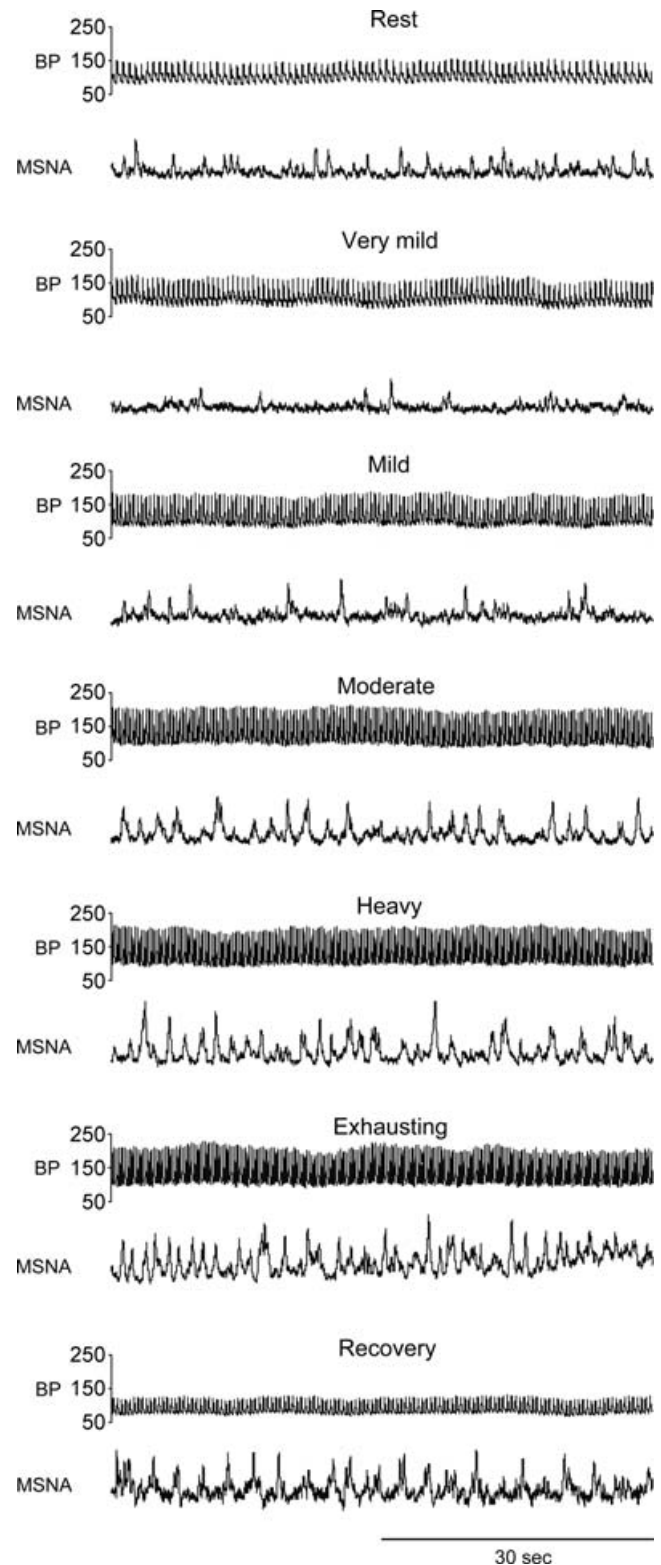 Rest
250
BP 150
50
MSNA
Very mild
250
BP 150
50
MSNA
Mild
250
BP 150
50
MSNA
Moderate
250
BP 150
50
MSNA
Heavy
250
BP 150
50
MSNA
Exhausting
250
BP 150
50
MSNA
Recovery
250
BP 150
50
MSNA
30 sec